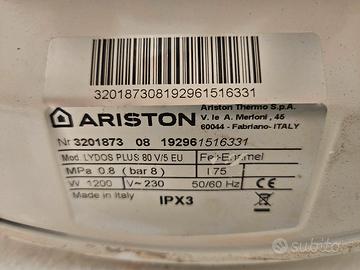 3201873081929615 16331
ARISTON
Ariston Thermo S.p.A.
V. le A. Merloni, 45
60044 - Fabriano- ITALY
Nr 3201873 08 192961516331
Mod. LYDOS PLUS 80 V/5 EU Fe-Enamel
MPa 0.8 (bar 8) l 75
W 1200 V~230 50/60 Hz CE
Made in Italy IPX3
subito